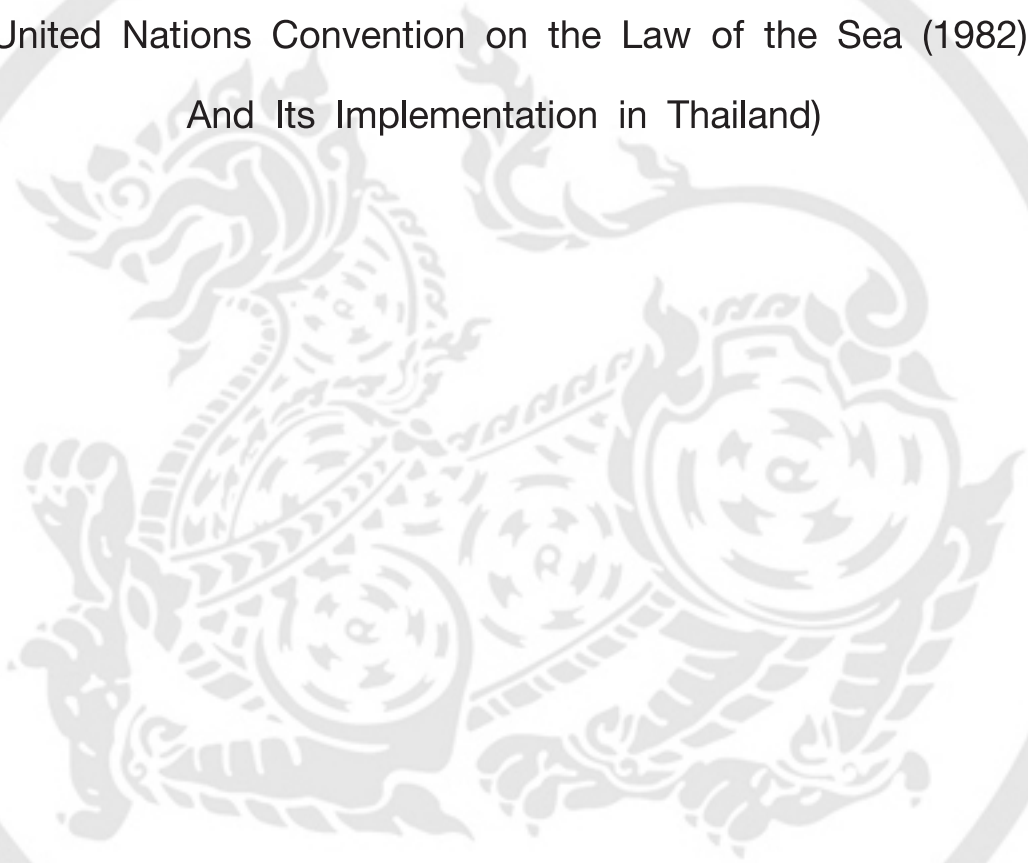 United Nations Convention on the Law of the Sea (1982)
And Its Implementation in Thailand)